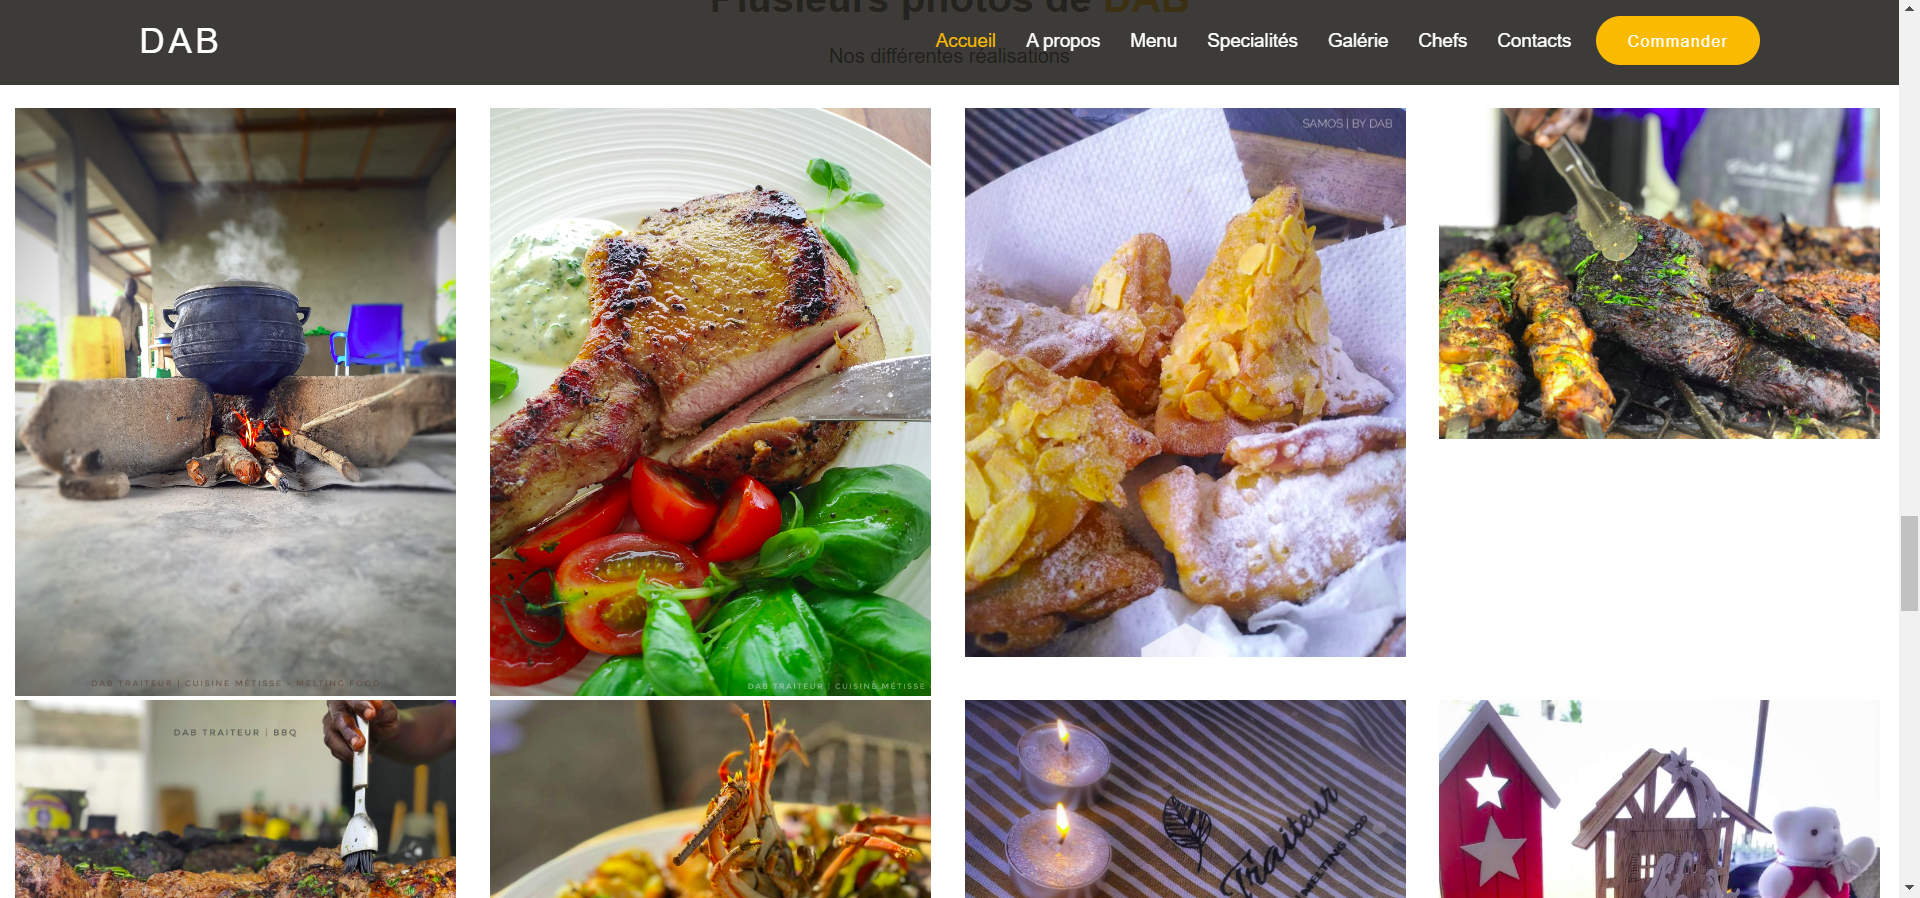 Plusieurs photos de DAB
DAB
Accueil
A propos
Menu
Specialités
Galérie
Chefs
Contacts
Commander
Nos différentes réalisations
SAMOS | BY DAB
DAB TRAITEUR | CUISINE MÉTISSE - MELTING FOOD
DAB TRAITEUR | CUISINE MÉTISSE
DAB TRAITEUR | BBQ
Traiteur
MELTING FOOD